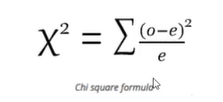 χ² = ∑ (o−e)² / e
Chi square formula